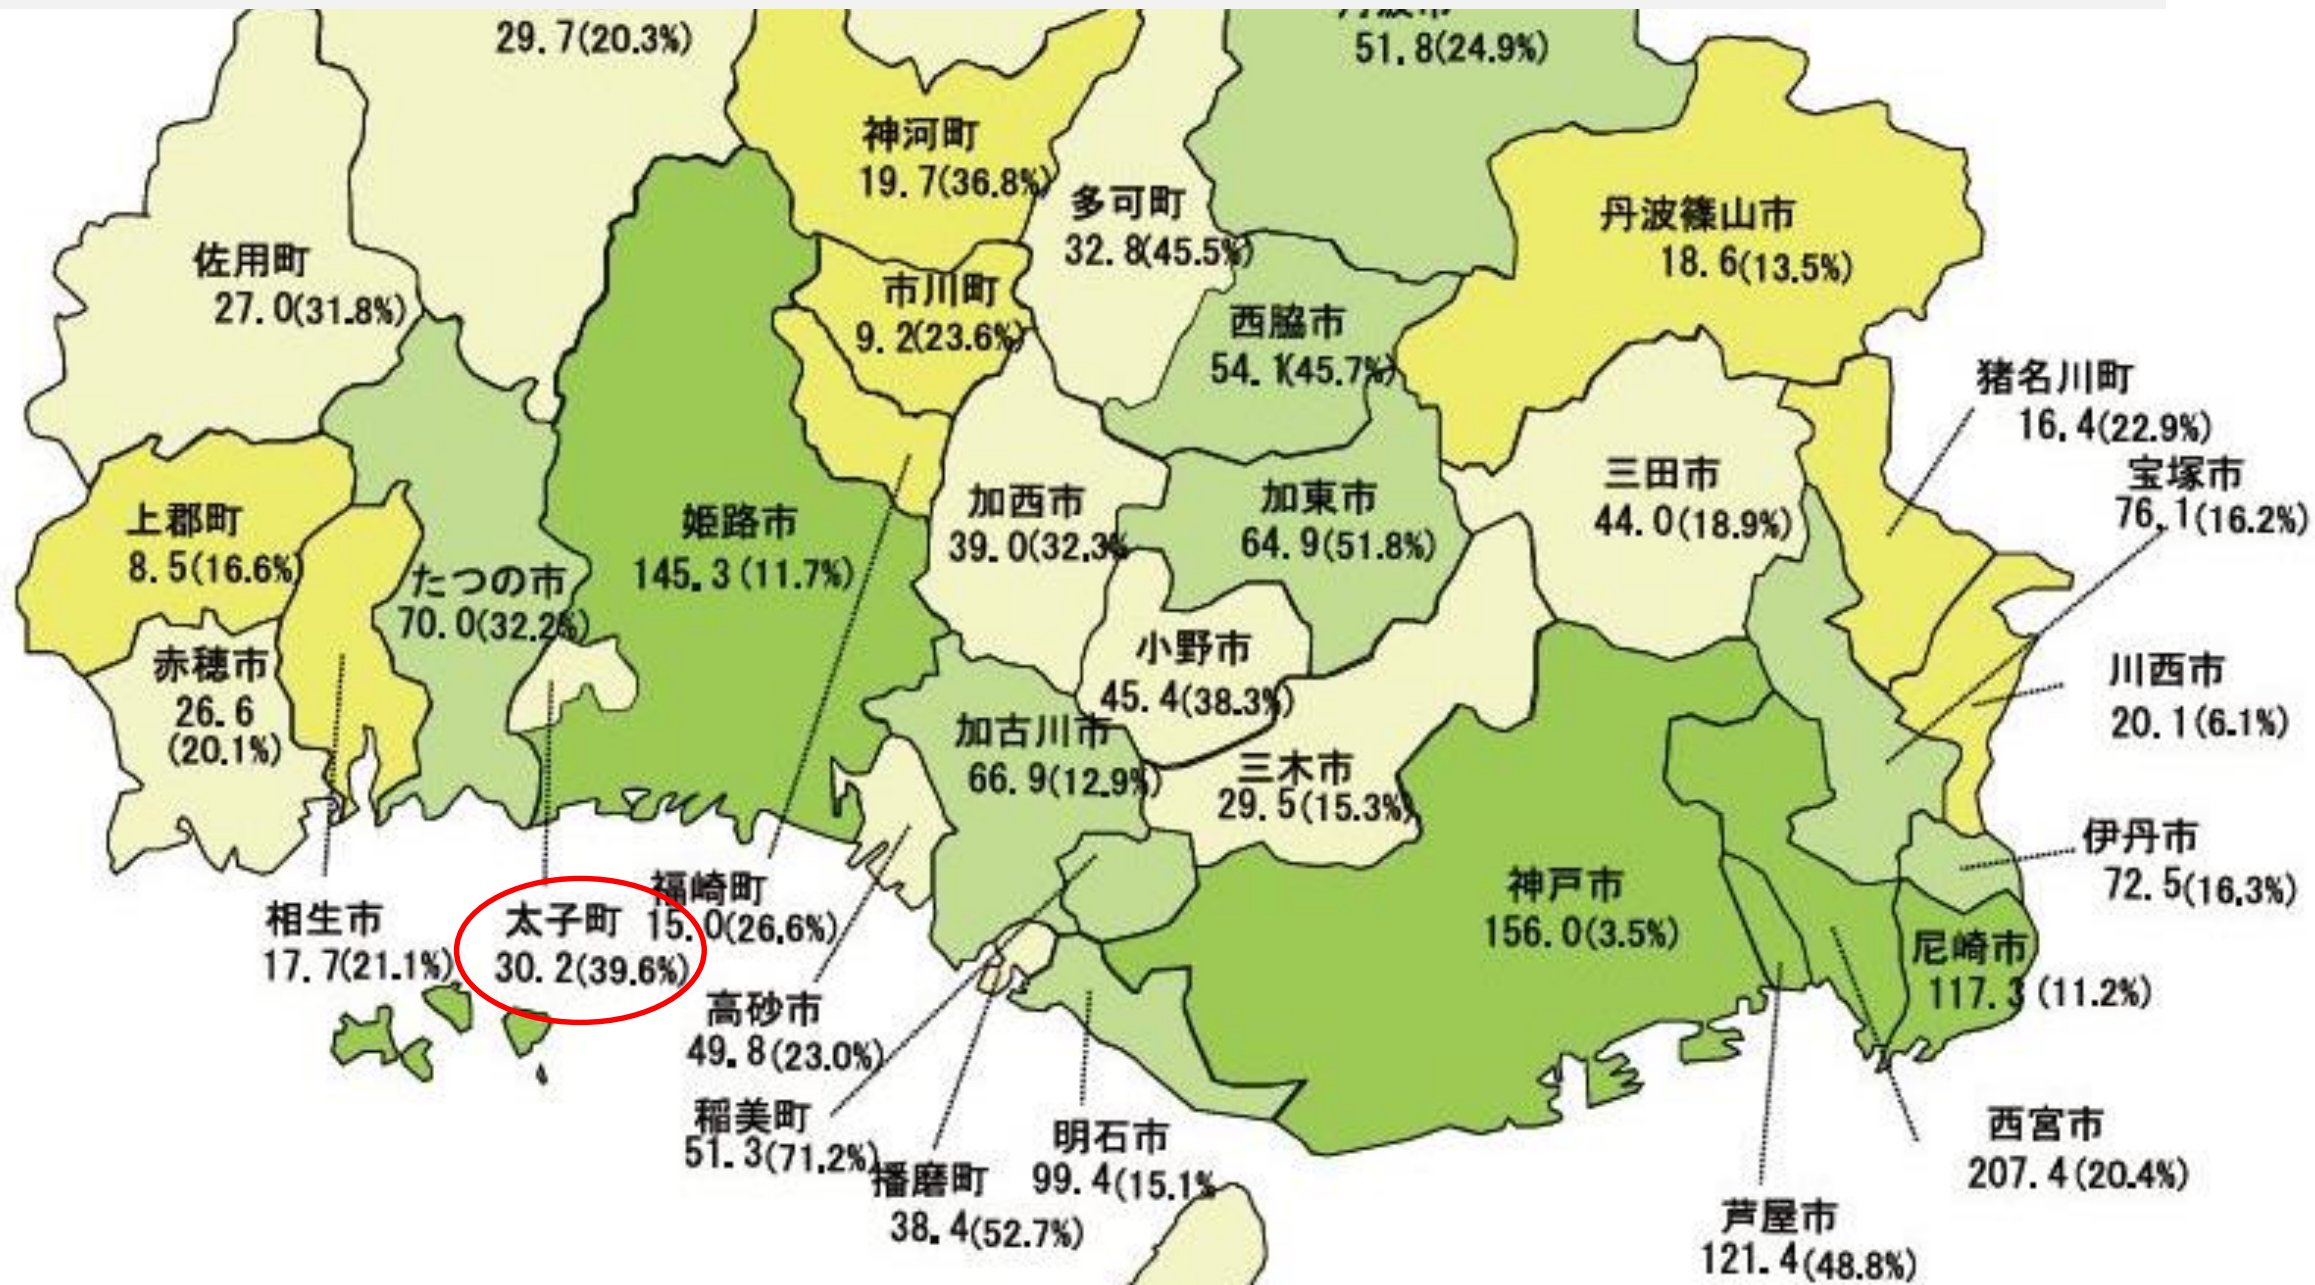 29.7(20.3%)
丹波市
51.8(24.9%)
神河町
19.7(36.8%)
多可町
32.8(45.5%)
丹波篠山市
18.6(13.5%)
佐用町
27.0(31.8%)
市川町
9.2(23.6%)
西脇市
54.1(45.7%)
猪名川町
16.4(22.9%)
宝塚市
76.1(16.2%)
上郡町
8.5(16.6%)
たつの市
70.0(32.2%)
姫路市
145.3(11.7%)
加西市
39.0(32.3%
加東市
64.9(51.8%)
三田市
44.0(18.9%)
赤穂市
26.6
(20.1%)
小野市
45.4(38.3%)
川西市
20.1(6.1%)
加古川市
66.9(12.9%)
三木市
29.5(15.3%)
伊丹市
72.5(16.3%)
相生市
17.7(21.1%)
太子町
30.2(39.6%)
福崎町
15.0(26.6%)
神戸市
156.0(3.5%)
尼崎市
117.3(11.2%)
高砂市
49.8(23.0%)
稲美町
51.3(71.2%)
播磨町
38.4(52.7%)
明石市
99.4(15.1%
西宮市
207.4(20.4%)
芦屋市
121.4(48.8%)